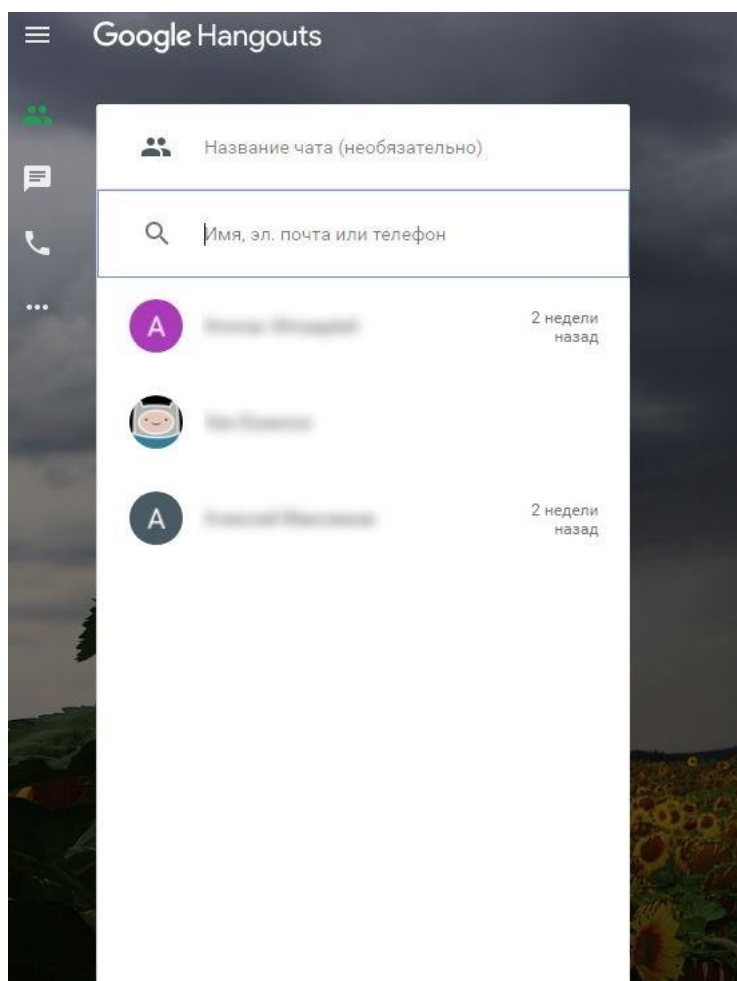 Google Hangouts
Название чата (необязательно)
Имя, эл. почта или телефон
A
2 недели
назад
A
2 недели
назад